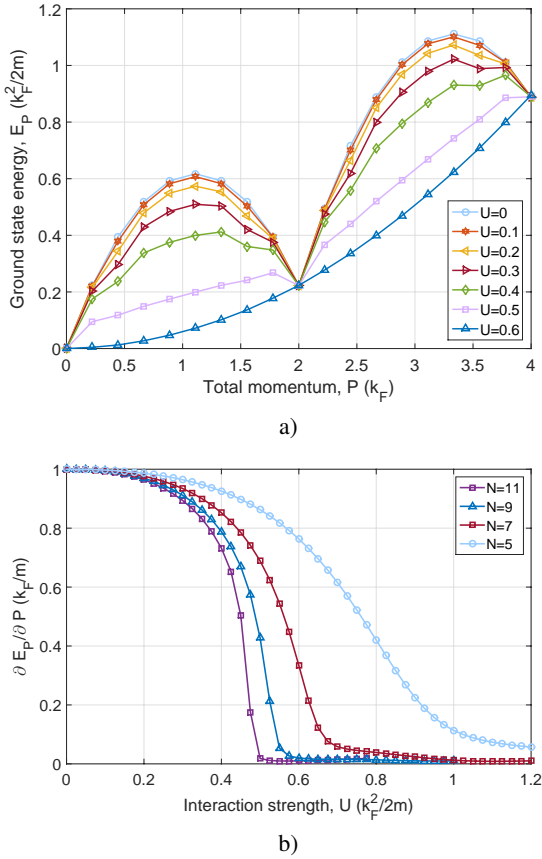 1.2
1
0.8
0.6
0.4
0.2
0
Ground state energy, E_P (k_F^2/2m)
U=0
U=0.1
U=0.2
U=0.3
U=0.4
U=0.5
U=0.6
0 0.5 1 1.5 2 2.5 3 3.5 4
Total momentum, P (k_F)
a)
1
0.8
0.6
0.4
0.2
0
∂ E_P/∂ P (k_F/m)
N=11
N=9
N=7
N=5
0 0.2 0.4 0.6 0.8 1 1.2
Interaction strength, U (k_F^2/2m)
b)